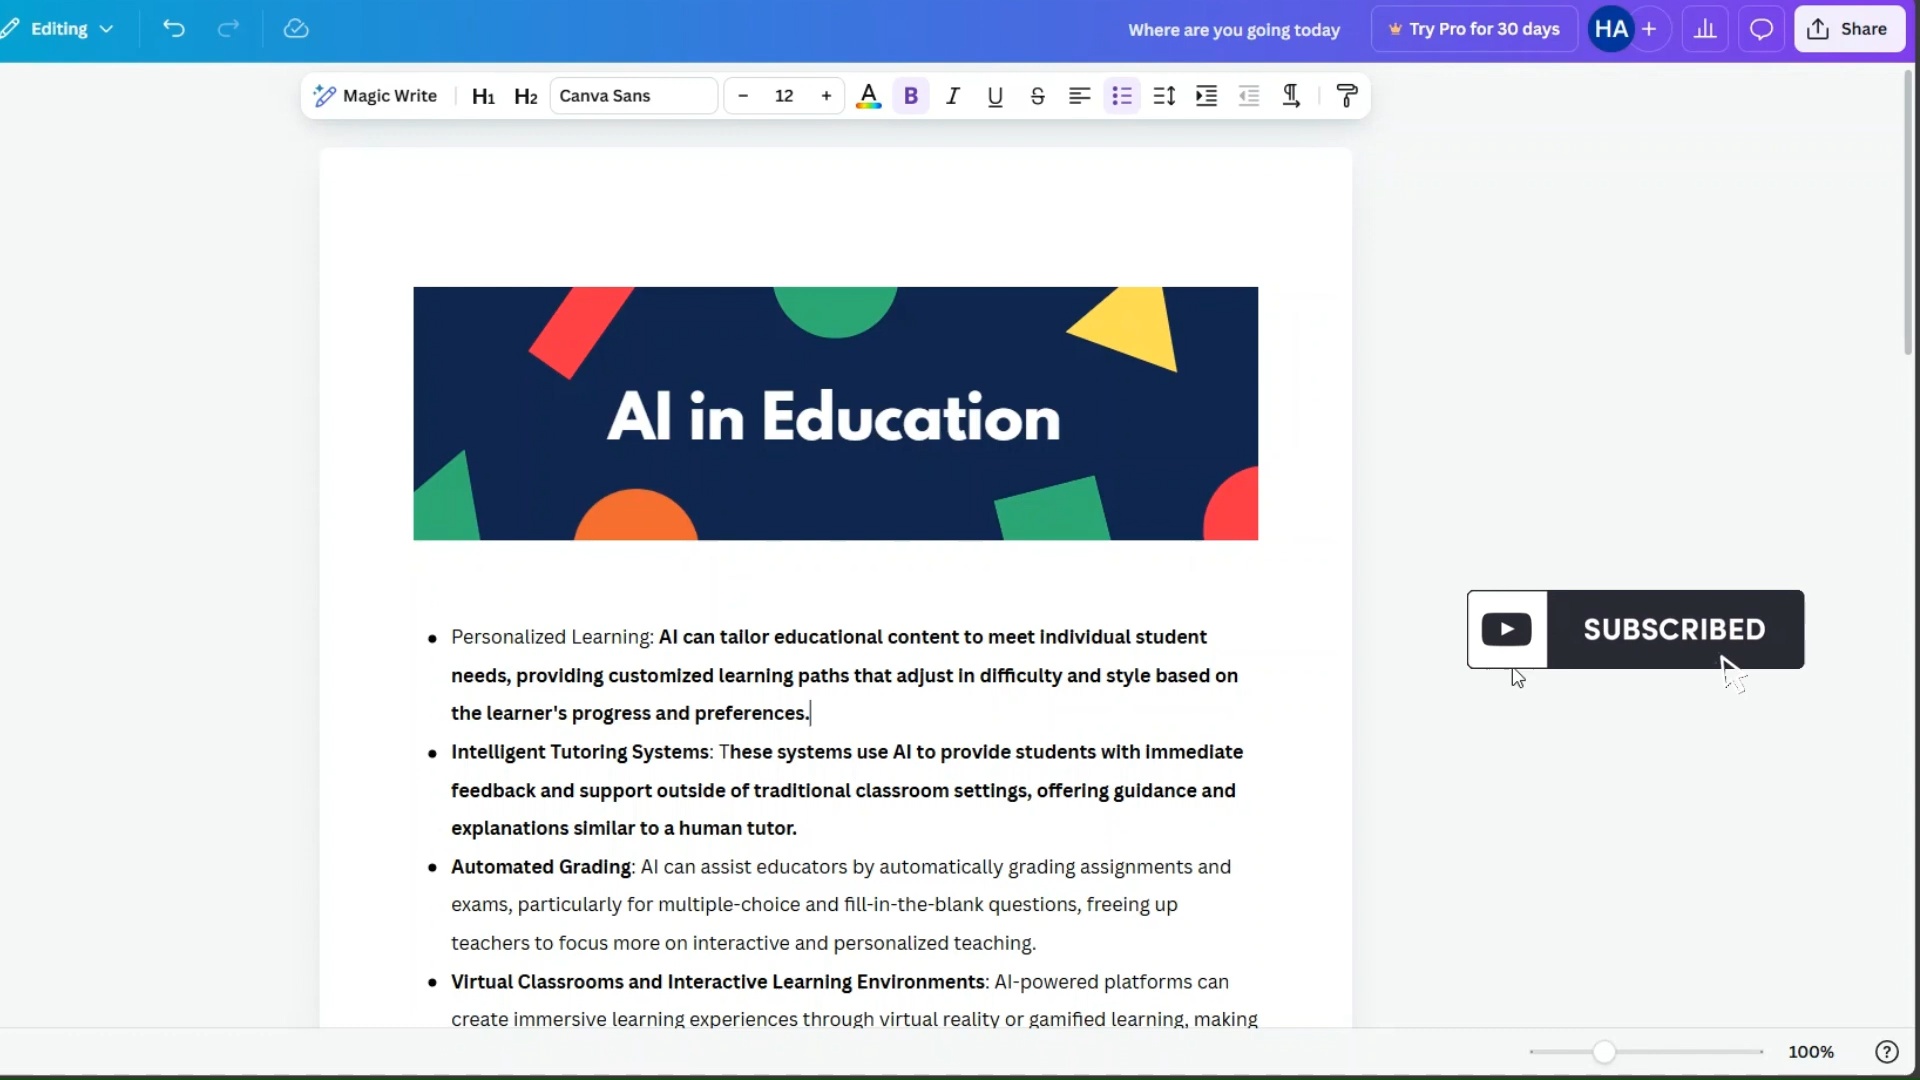 Editing
Where are you going today
Try Pro for 30 days
HA
Share
Magic Write
H1
H2
Canva Sans
- 12 +
A
B
I
U
S
AI in Education
• Personalized Learning: AI can tailor educational content to meet individual student
needs, providing customized learning paths that adjust in difficulty and style based on
the learner's progress and preferences.
SUBSCRIBED
• Intelligent Tutoring Systems: These systems use AI to provide students with immediate
feedback and support outside of traditional classroom settings, offering guidance and
explanations similar to a human tutor.
• Automated Grading: AI can assist educators by automatically grading assignments and
exams, particularly for multiple-choice and fill-in-the-blank questions, freeing up
teachers to focus more on interactive and personalized teaching.
• Virtual Classrooms and Interactive Learning Environments: AI-powered platforms can
create immersive learning experiences through virtual reality or gamified learning, making
100%
?